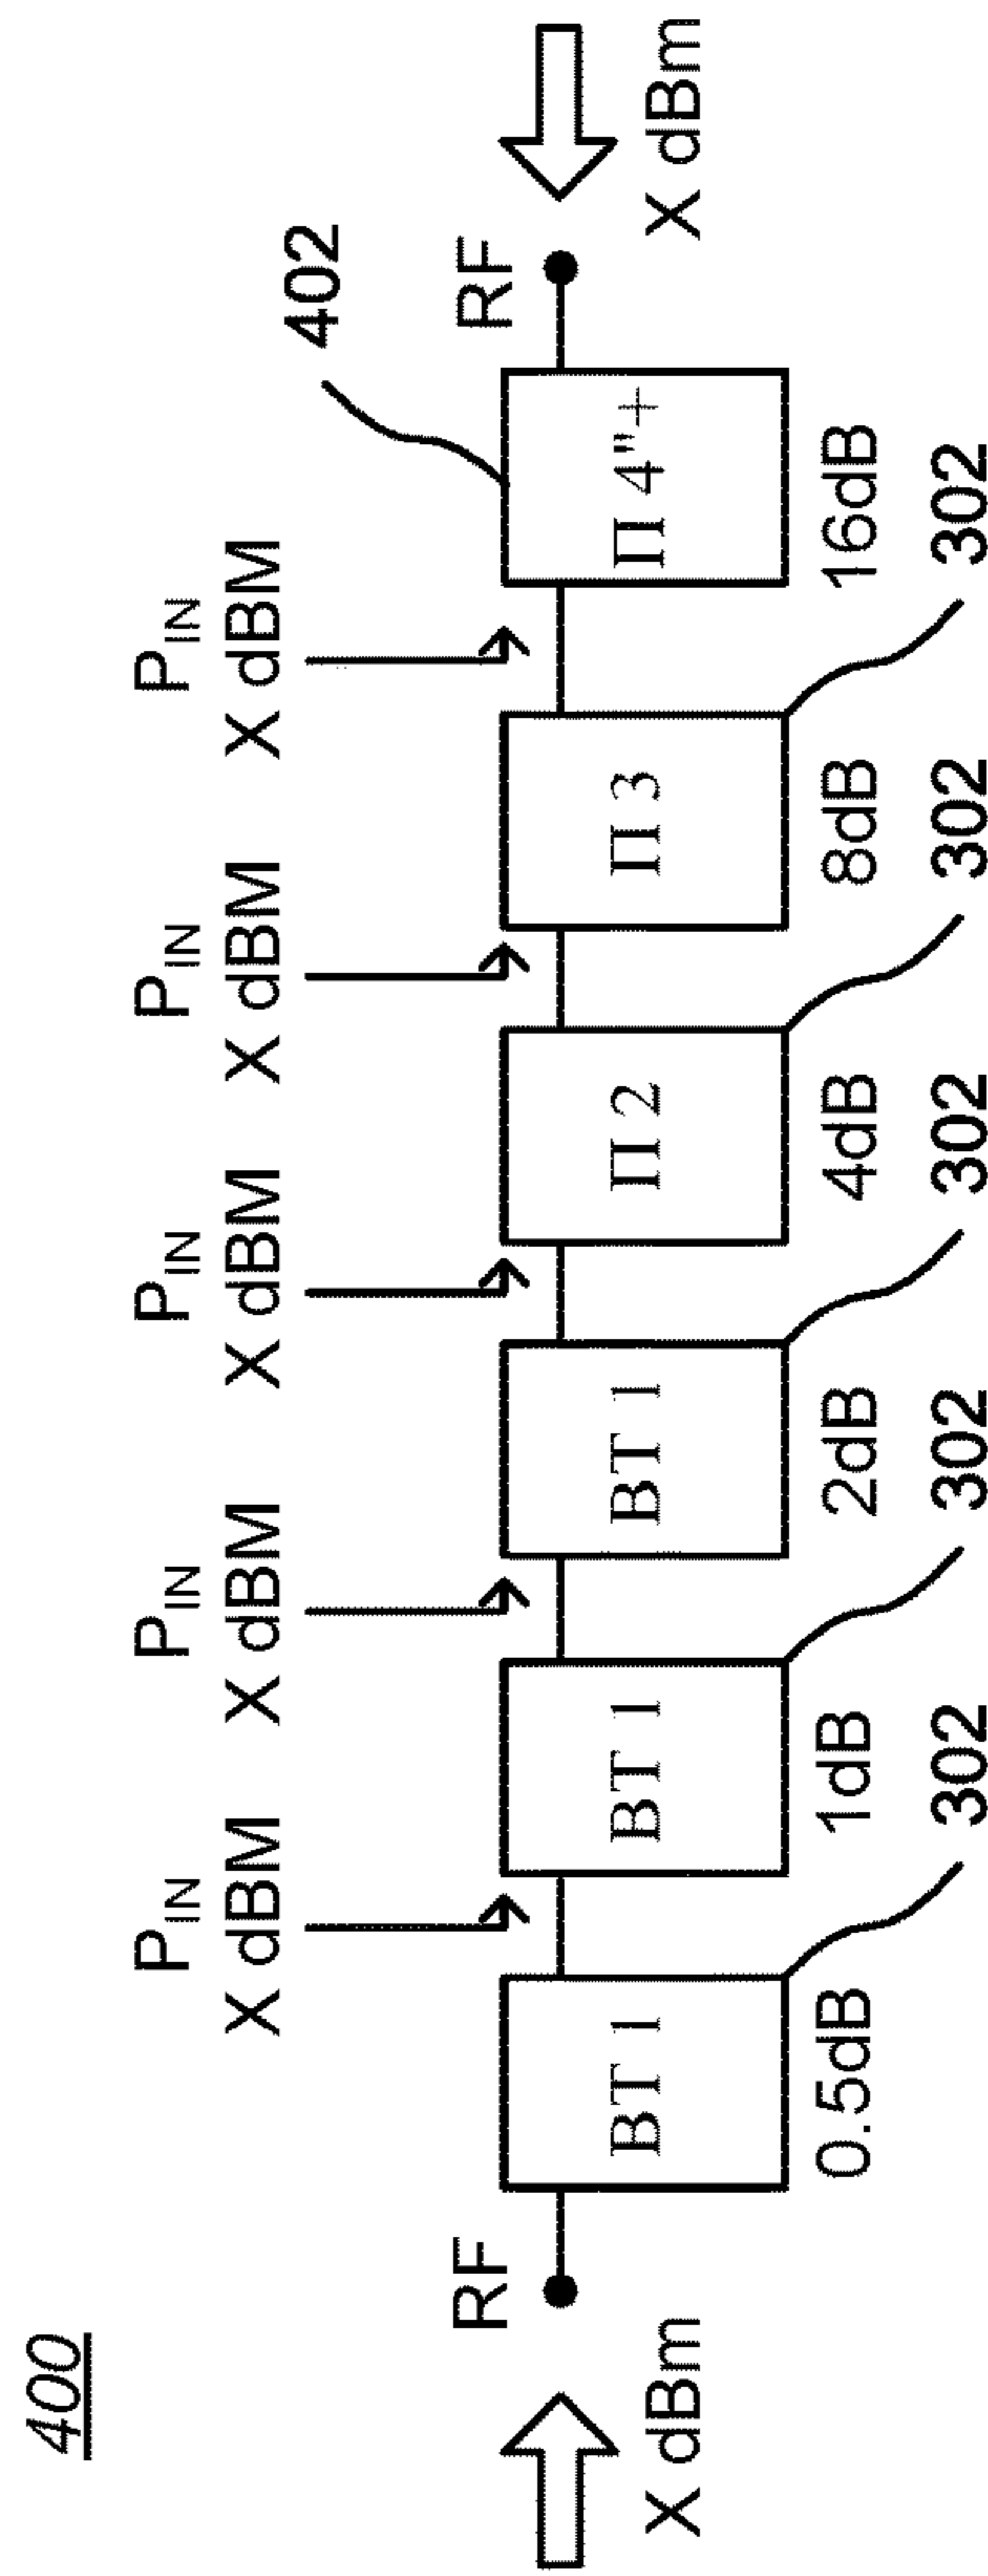 400
P_IN
X dBM
P_IN
X dBM
P_IN
X dBM
P_IN
X dBM
P_IN
X dBM
402
RF
RF
BT 1
BT 1
BT 1
Π 2
Π 3
Π 4"+
X dBm
X dBm
0.5dB
1dB
2dB
4dB
8dB
16dB
302
302
302
302
302